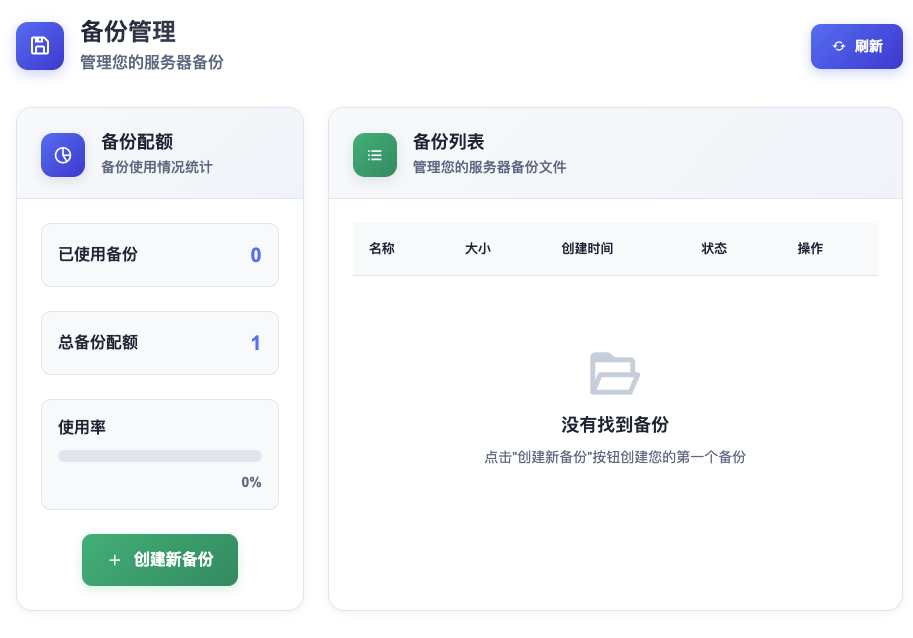 备份管理
管理您的服务器备份
刷新
备份配额
备份使用情况统计
已使用备份 0
总备份配额 1
使用率
0%
创建新备份
备份列表
管理您的服务器备份文件
名称 大小 创建时间 状态 操作
没有找到备份
点击"创建新备份"按钮创建您的第一个备份